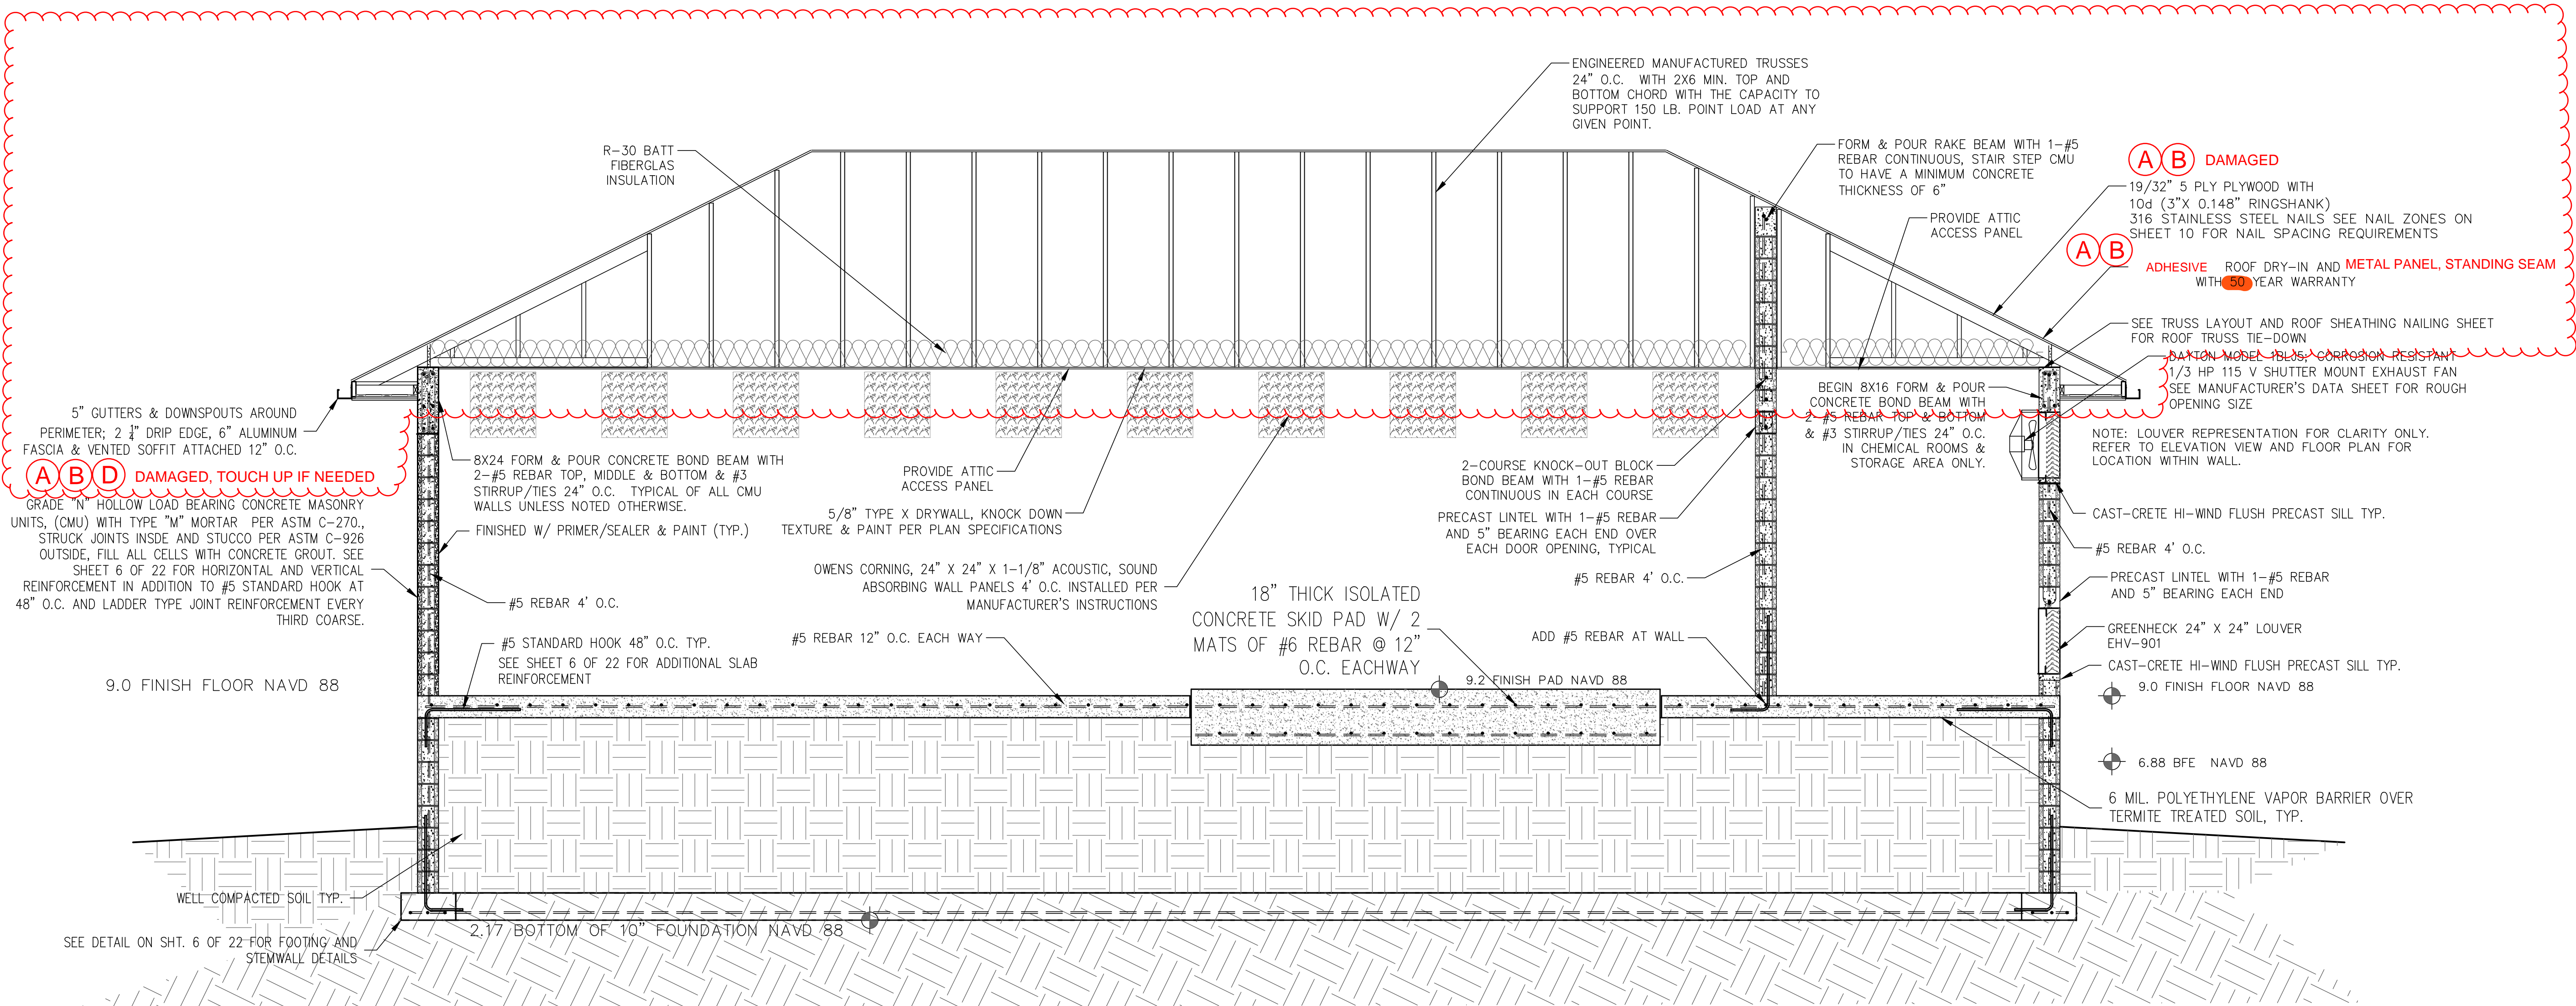 ENGINEERED MANUFACTURED TRUSSES
24" O.C. WITH 2X6 MIN. TOP AND
BOTTOM CHORD WITH THE CAPACITY TO
SUPPORT 150 LB. POINT LOAD AT ANY
GIVEN POINT.
R-30 BATT
FIBERGLAS
INSULATION
FORM & POUR RAKE BEAM WITH 1-#5
REBAR CONTINUOUS, STAIR STEP CMU
TO HAVE A MINIMUM CONCRETE
THICKNESS OF 6"
PROVIDE ATTIC
ACCESS PANEL
A B DAMAGED
19/32" 5 PLY PLYWOOD WITH
10d (3"X 0.148" RINGSHANK)
316 STAINLESS STEEL NAILS SEE NAIL ZONES ON
SHEET 10 FOR NAIL SPACING REQUIREMENTS
A B
ADHESIVE ROOF DRY-IN AND METAL PANEL, STANDING SEAM
WITH 50 YEAR WARRANTY
SEE TRUSS LAYOUT AND ROOF SHEATHING NAILING SHEET
FOR ROOF TRUSS TIE-DOWN
DAYTON MODEL 1BLJ5; CORROSION RESISTANT
1/3 HP 115 V SHUTTER MOUNT EXHAUST FAN
SEE MANUFACTURER'S DATA SHEET FOR ROUGH
OPENING SIZE
BEGIN 8X16 FORM & POUR
CONCRETE BOND BEAM WITH
2-#5 REBAR TOP & BOTTOM
& #3 STIRRUP/TIES 24" O.C.
IN CHEMICAL ROOMS &
STORAGE AREA ONLY.
NOTE: LOUVER REPRESENTATION FOR CLARITY ONLY.
REFER TO ELEVATION VIEW AND FLOOR PLAN FOR
LOCATION WITHIN WALL.
5" GUTTERS & DOWNSPOUTS AROUND
PERIMETER; 2 1/4" DRIP EDGE, 6" ALUMINUM
FASCIA & VENTED SOFFIT ATTACHED 12" O.C.
A B D DAMAGED, TOUCH UP IF NEEDED
GRADE "N" HOLLOW LOAD BEARING CONCRETE MASONRY
UNITS, (CMU) WITH TYPE "M" MORTAR PER ASTM C-270.,
STRUCK JOINTS INSDE AND STUCCO PER ASTM C-926
OUTSIDE, FILL ALL CELLS WITH CONCRETE GROUT. SEE
SHEET 6 OF 22 FOR HORIZONTAL AND VERTICAL
REINFORCEMENT IN ADDITION TO #5 STANDARD HOOK AT
48" O.C. AND LADDER TYPE JOINT REINFORCEMENT EVERY
THIRD COARSE.
8X24 FORM & POUR CONCRETE BOND BEAM WITH
2-#5 REBAR TOP, MIDDLE & BOTTOM & #3
STIRRUP/TIES 24" O.C. TYPICAL OF ALL CMU
WALLS UNLESS NOTED OTHERWISE.
FINISHED W/ PRIMER/SEALER & PAINT (TYP.)
PROVIDE ATTIC
ACCESS PANEL
5/8" TYPE X DRYWALL, KNOCK DOWN
TEXTURE & PAINT PER PLAN SPECIFICATIONS
OWENS CORNING, 24" X 24" X 1-1/8" ACOUSTIC, SOUND
ABSORBING WALL PANELS 4' O.C. INSTALLED PER
MANUFACTURER'S INSTRUCTIONS
2-COURSE KNOCK-OUT BLOCK
BOND BEAM WITH 1-#5 REBAR
CONTINUOUS IN EACH COURSE
PRECAST LINTEL WITH 1-#5 REBAR
AND 5" BEARING EACH END OVER
EACH DOOR OPENING, TYPICAL
#5 REBAR 4' O.C.
CAST-CRETE HI-WIND FLUSH PRECAST SILL TYP.
#5 REBAR 4' O.C.
PRECAST LINTEL WITH 1-#5 REBAR
AND 5" BEARING EACH END
#5 REBAR 4' O.C.
18" THICK ISOLATED
CONCRETE SKID PAD W/ 2
MATS OF #6 REBAR @ 12"
O.C. EACHWAY
GREENHECK 24" X 24" LOUVER
EHV-901
CAST-CRETE HI-WIND FLUSH PRECAST SILL TYP.
#5 STANDARD HOOK 48" O.C. TYP.
SEE SHEET 6 OF 22 FOR ADDITIONAL SLAB
REINFORCEMENT
#5 REBAR 12" O.C. EACH WAY
ADD #5 REBAR AT WALL
9.0 FINISH FLOOR NAVD 88
9.2 FINISH PAD NAVD 88
9.0 FINISH FLOOR NAVD 88
6.88 BFE NAVD 88
6 MIL. POLYETHYLENE VAPOR BARRIER OVER
TERMITE TREATED SOIL, TYP.
WELL COMPACTED SOIL TYP.
2.17 BOTTOM OF 10" FOUNDATION NAVD 88
SEE DETAIL ON SHT. 6 OF 22 FOR FOOTING AND
STEMWALL DETAILS